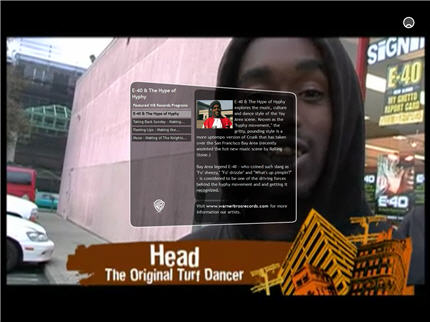 SIGNIN
E-40
MY GHETTO
REPORT CARD
E-40 & The Hype of
Hyphy
Featured WB Records Programs
E-40 & The Hype of Hyphy
Taking Back Sunday - Making...
Flaming Lips - Making the...
Muse - Making of The Knights...
E-40 & The Hype of Hyphy
explores the music, culture
and dance style of the Yay
Area scene. Known as the
"hyphy movement," the
gritty, pounding style is a
more uptempo version of Crunk that has taken
over the San Francisco Bay Area (recently
anointed the hot new music scene by Rolling
Stone.)
Bay Area legend E-40 - who coined such slang as
"Fo' sheezy," "Fo' drizzle" and "What's up pimpin?"
- is considered to be one of the driving forces
behind the hyphy movement and and getting it
recognized.
Visit www.warnerbrosrecords.com for more
information our artists.
E-40
Head
The Original Turf Dancer